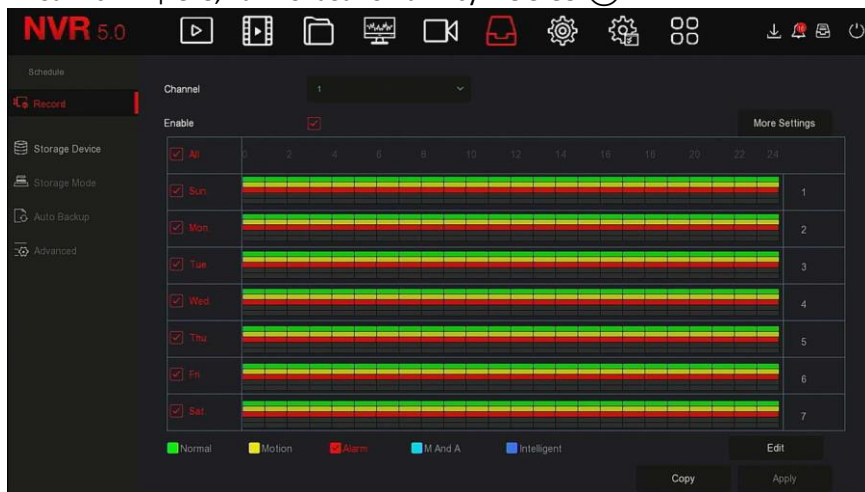 NVR 5.0
Schedule
Record
Storage Device
Storage Mode
Auto Backup
Advanced
Channel 1
Enable
More Settings
All 0 2 4 6 8 10 12 14 16 18 20 22 24
Sun. 1
Mon. 2
Tue. 3
Wed. 4
Thu. 5
Fri. 6
Sat. 7
Normal Motion Alarm M And A Intelligent
Edit
Copy Apply